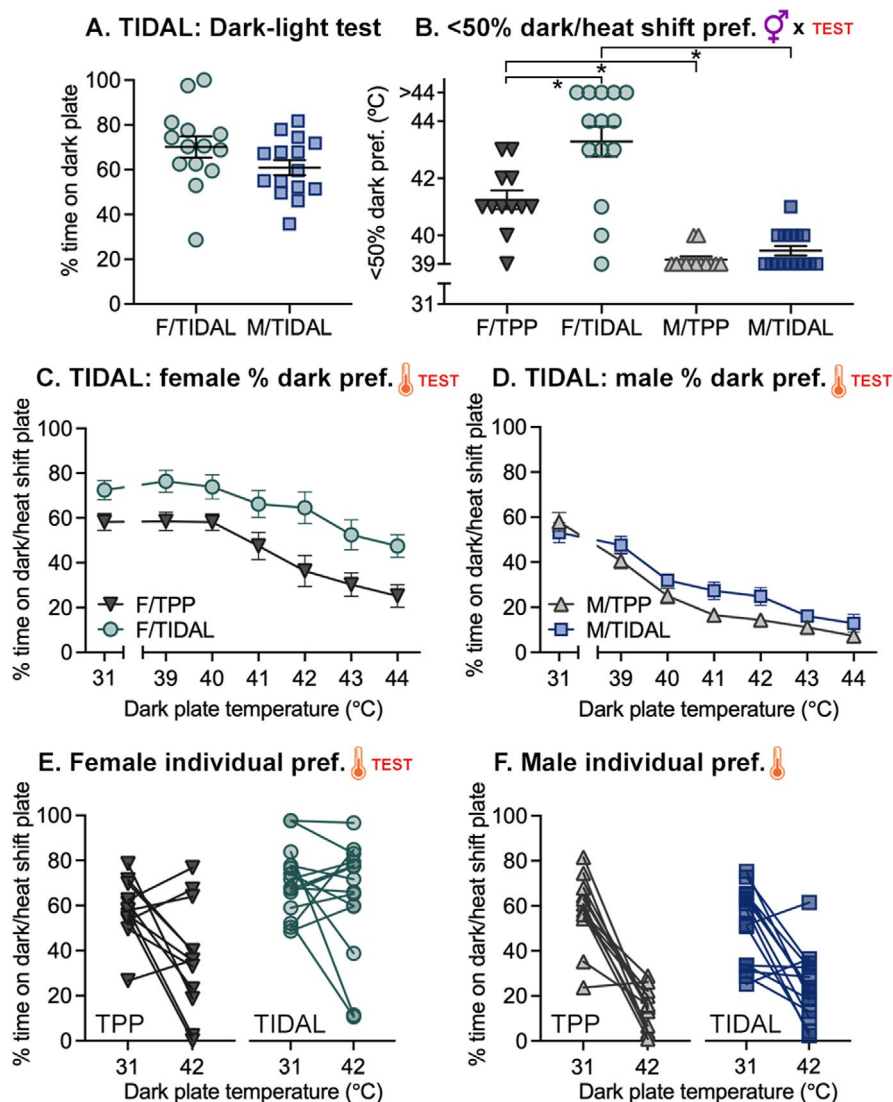 A. TIDAL: Dark-light test
% time on dark plate
100
80
60
40
20
0
F/TIDAL M/TIDAL
B. <50% dark/heat shift pref. ⚥ x TEST
* * *
<50% dark pref. (ºC)
>44
44
42
40
39
31
F/TPP F/TIDAL M/TPP M/TIDAL
C. TIDAL: female % dark pref. TEST
% time on dark/heat shift plate
100
80
60
40
20
0
F/TPP
F/TIDAL
31 39 40 41 42 43 44
Dark plate temperature (°C)
D. TIDAL: male % dark pref. TEST
% time on dark/heat shift plate
100
80
60
40
20
0
M/TPP
M/TIDAL
31 39 40 41 42 43 44
Dark plate temperature (°C)
E. Female individual pref. TEST
% time on dark/heat shift plate
100
80
60
40
20
0
TPP TIDAL
31 42 31 42
Dark plate temperature (°C)
F. Male individual pref.
% time on dark/heat shift plate
100
80
60
40
20
0
TPP TIDAL
31 42 31 42
Dark plate temperature (°C)